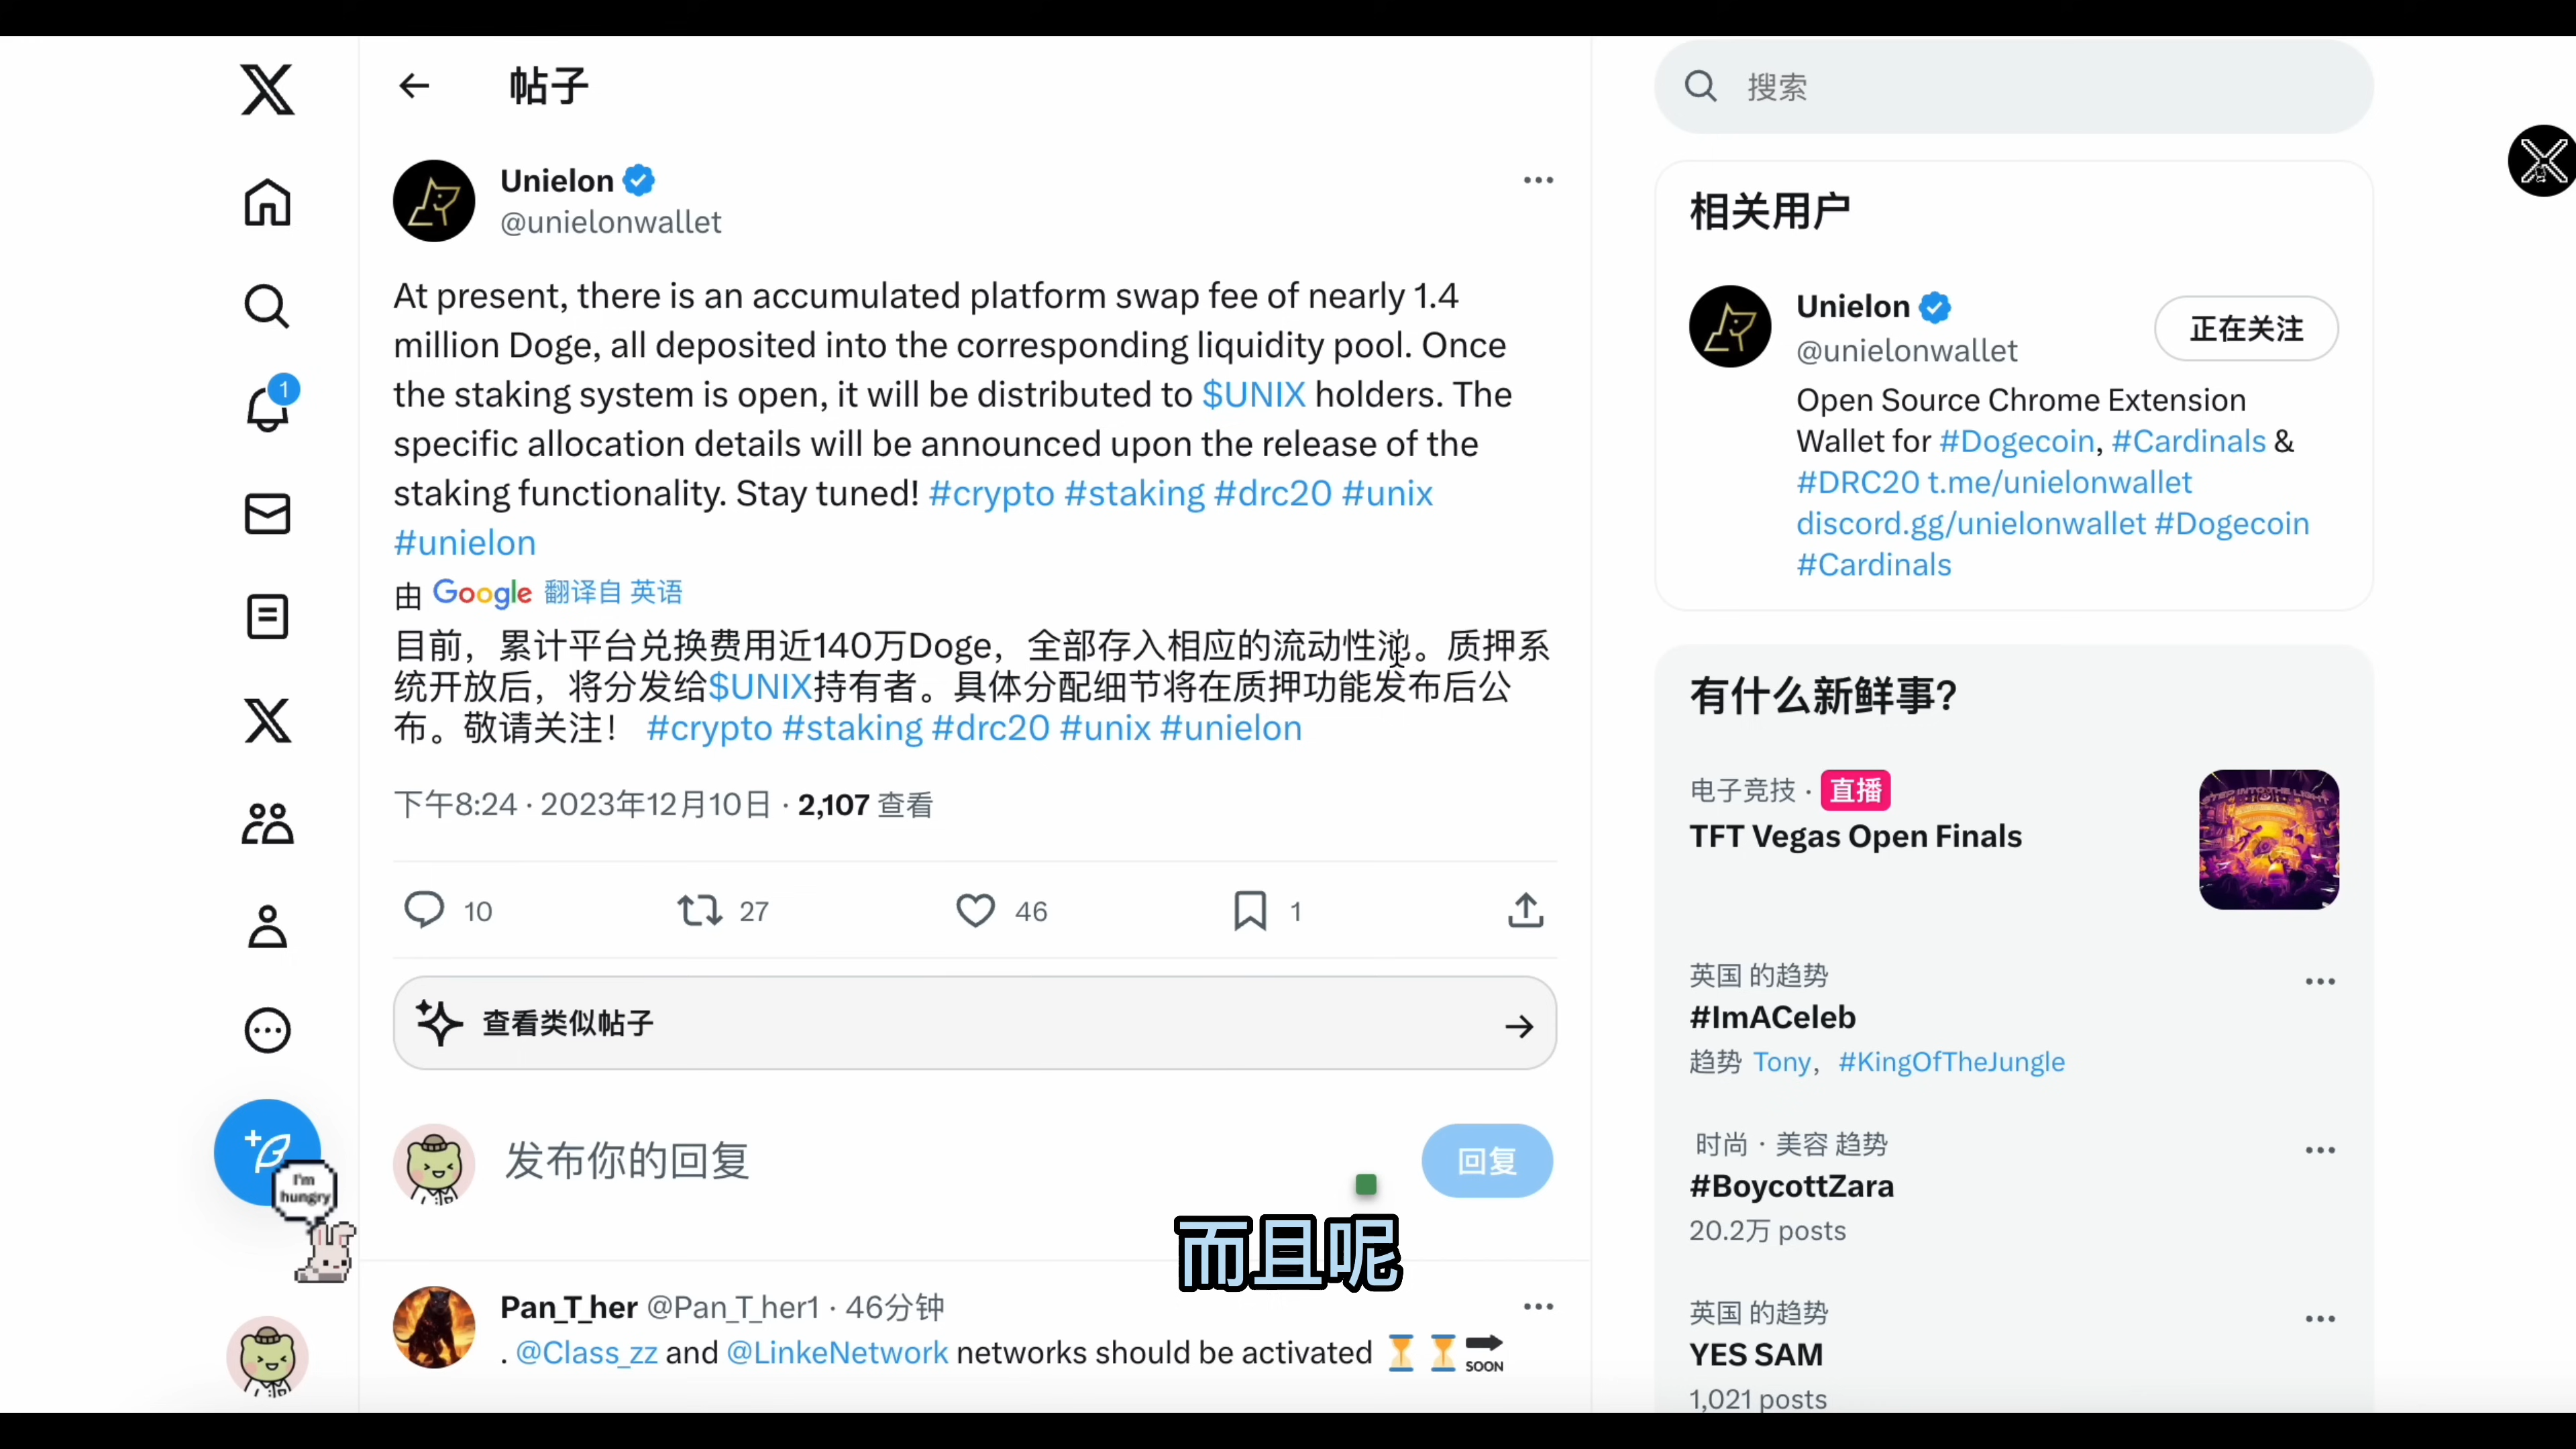 帖子
Unielon
@unielonwallet
At present, there is an accumulated platform swap fee of nearly 1.4
million Doge, all deposited into the corresponding liquidity pool. Once
the staking system is open, it will be distributed to $UNIX holders. The
specific allocation details will be announced upon the release of the
staking functionality. Stay tuned! #crypto #staking #drc20 #unix
#unielon
由 Google 翻译自 英语
目前，累计平台兑换费用近140万Doge，全部存入相应的流动性池。质押系
统开放后，将分发给$UNIX持有者。具体分配细节将在质押功能发布后公
布。敬请关注！ #crypto #staking #drc20 #unix #unielon
下午8:24 · 2023年12月10日 · 2,107 查看
10 27 46 1
查看类似帖子
发布你的回复
回复
而且呢
Pan_T_her @Pan_T_her1 · 46分钟
. @Class_zz and @LinkeNetwork networks should be activated ⏳ ⏳ SOON
1
I'm
hungry
搜索
相关用户
Unielon
@unielonwallet
正在关注
Open Source Chrome Extension
Wallet for #Dogecoin, #Cardinals &
#DRC20 t.me/unielonwallet
discord.gg/unielonwallet #Dogecoin
#Cardinals
有什么新鲜事?
电子竞技 · 直播
TFT Vegas Open Finals
STEP INTO THE LIGHT
英国 的趋势
#ImACeleb
趋势 Tony, #KingOfTheJungle
时尚 · 美容 趋势
#BoycottZara
20.2万 posts
英国 的趋势
YES SAM
1,021 posts